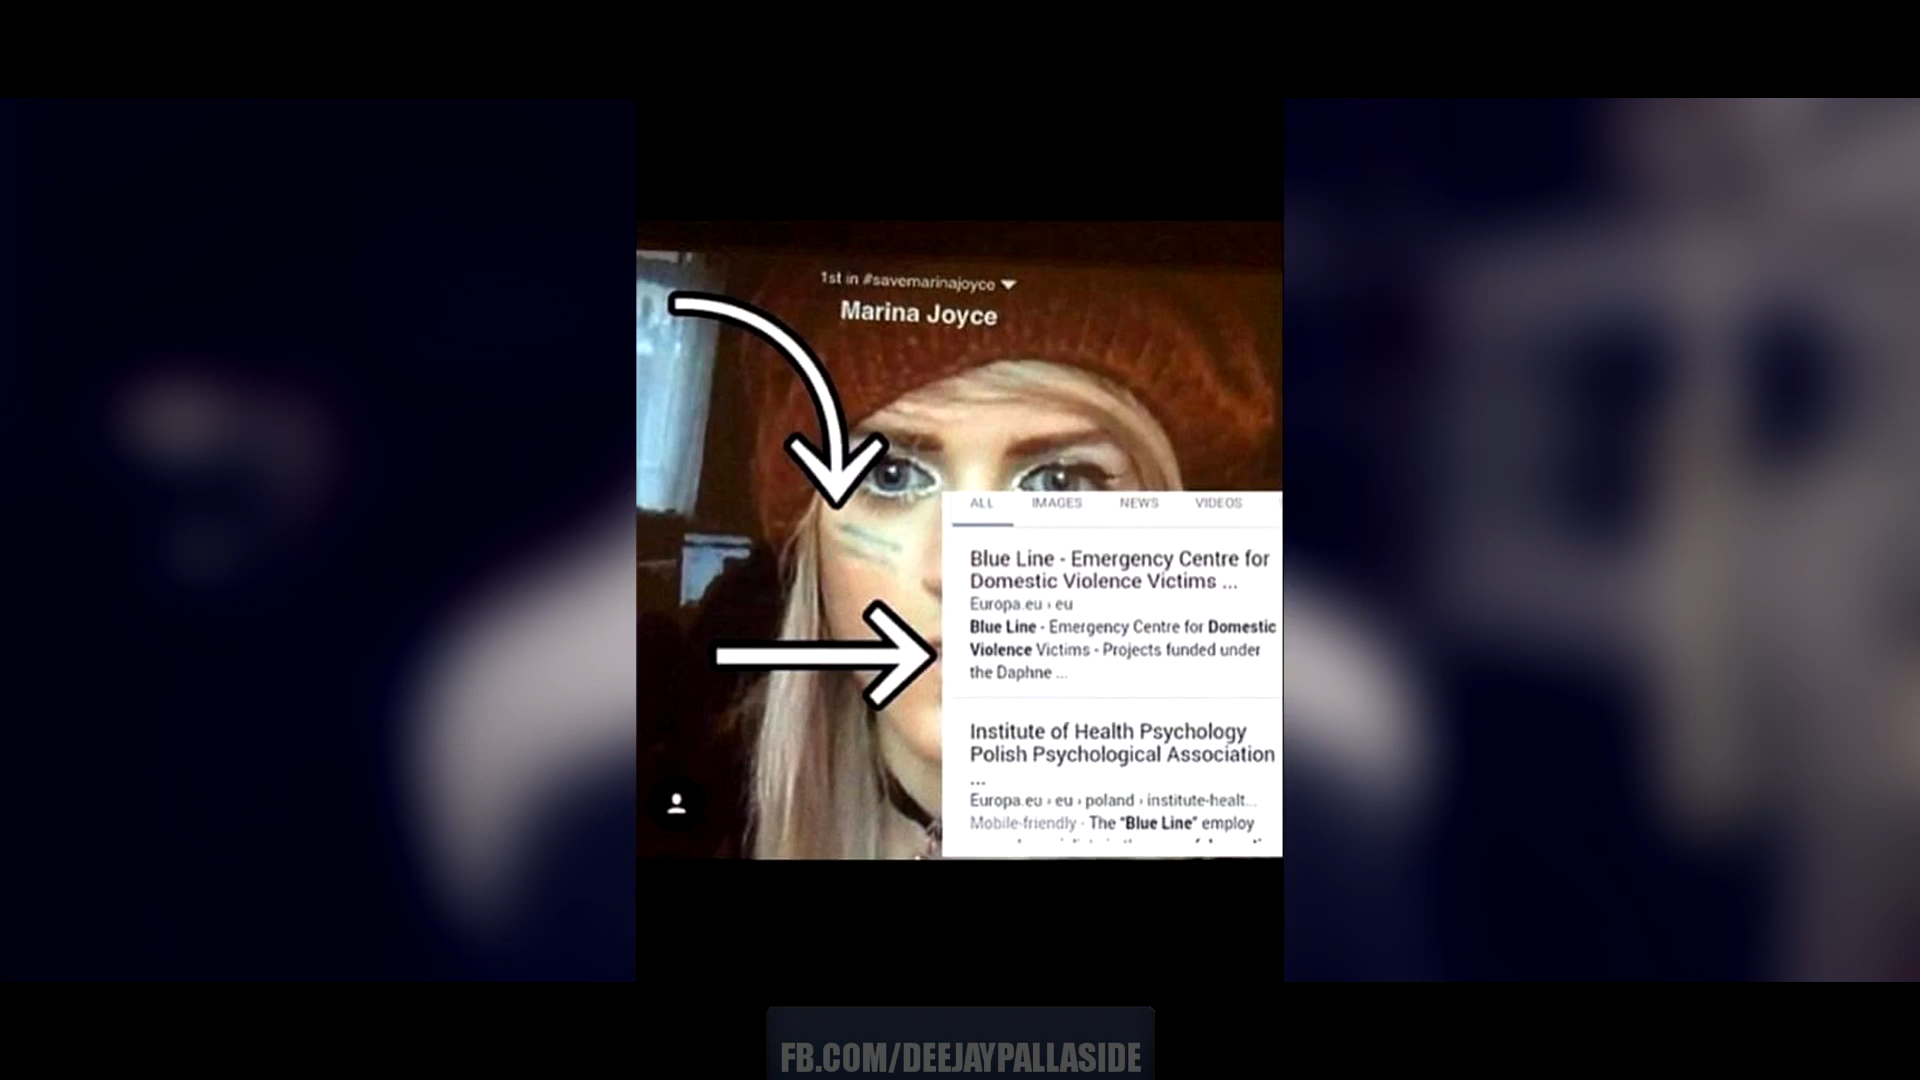 1st in #savemarinajoyce
Marina Joyce
ALL IMAGES NEWS VIDEOS
Blue Line - Emergency Centre for
Domestic Violence Victims ...
Europa.eu › eu
Blue Line - Emergency Centre for Domestic
Violence Victims - Projects funded under
the Daphne ...
Institute of Health Psychology
Polish Psychological Association
...
Europa.eu › eu › poland › institute-healt...
Mobile-friendly · The "Blue Line" employ
FB.COM/DEEJAYPALLASIDE